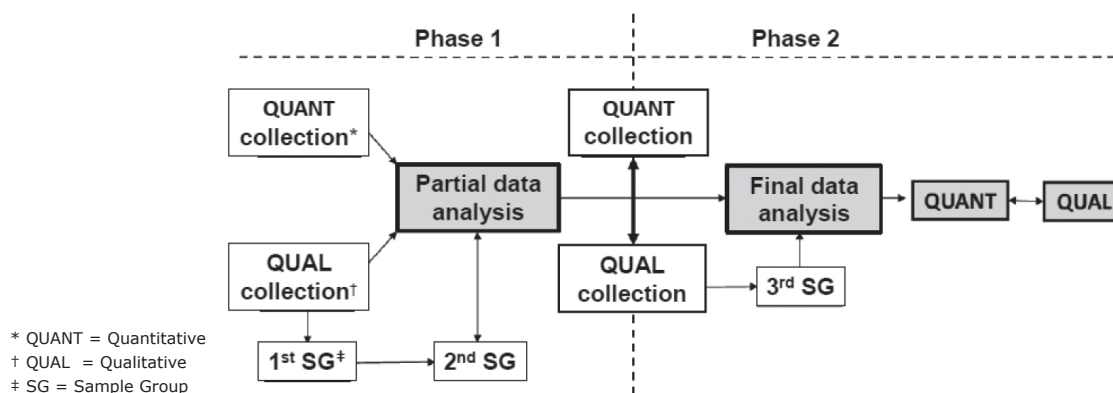 Phase 1
Phase 2
QUANT
collection*
QUANT
collection
Partial data
analysis
Final data
analysis
QUANT
QUAL
QUAL
collection†
QUAL
collection
3rd SG
1st SG‡
2nd SG
* QUANT = Quantitative
† QUAL = Qualitative
‡ SG = Sample Group